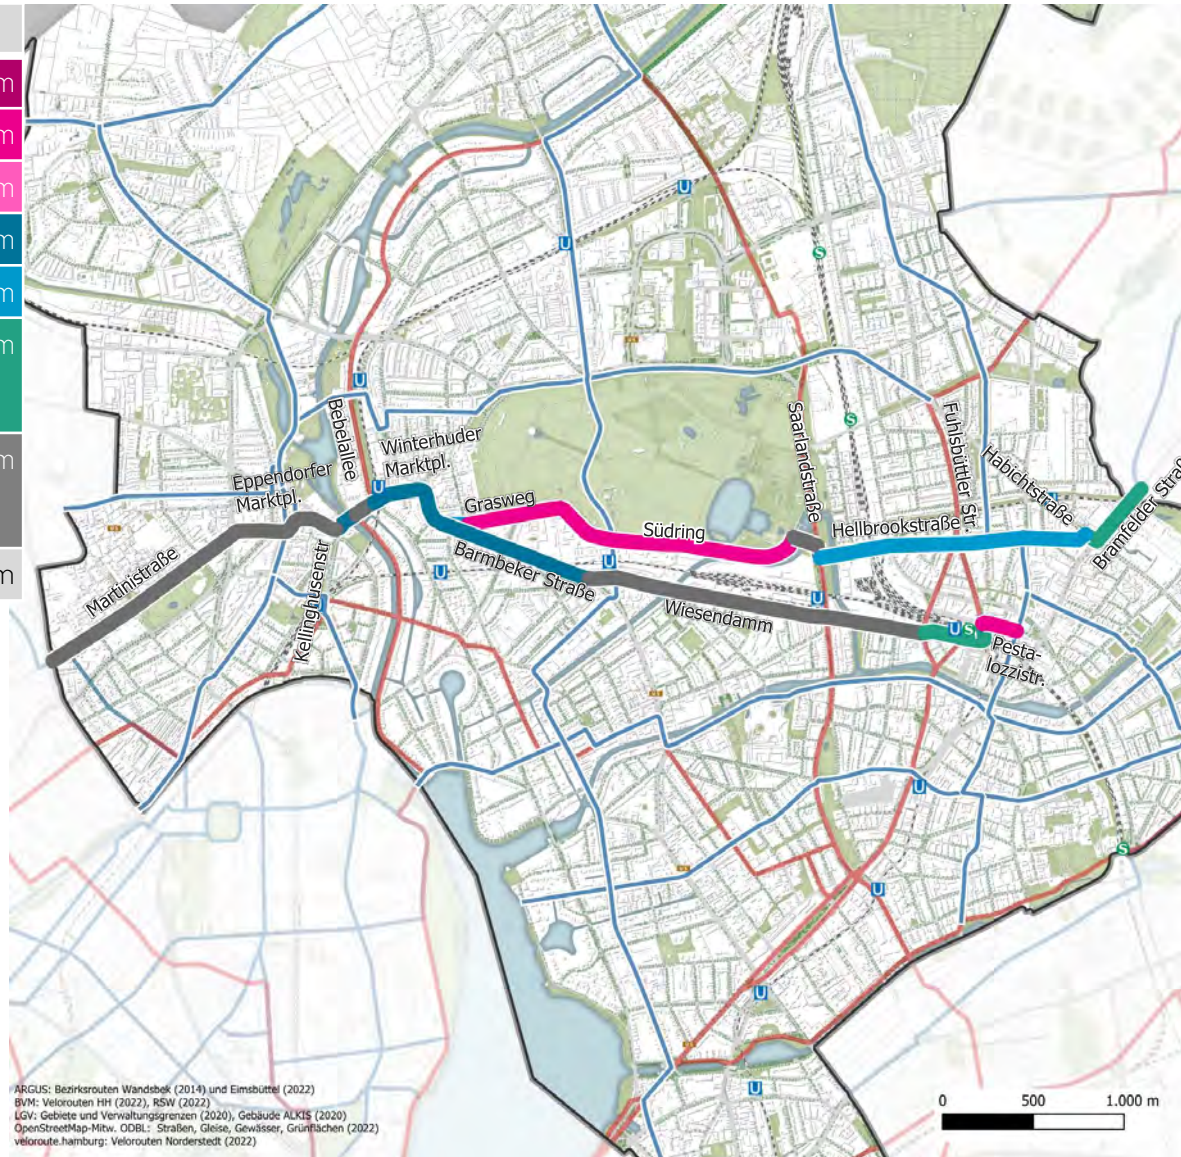 m
m
m
m
m
m
m
m
U
U
S
U
S
Bebelallee
Winterhuder
Marktpl.
Eppendorfer
Marktpl.
U
Grasweg
Südring
Saarlandstraße
Fuhlsbüttler Str.
Habichtstraße
Hellbrookstraße
Bramfelder Straß
Martinistraße
Kellinghusenstr
U
Barmbeker Straße
U
U
Wiesendamm
U
U
S
Pesta-
lozzistr.
U
S
U
U
U
ARGUS: Bezirksrouten Wandsbek (2014) und Eimsbüttel (2022)
BVM: Velorouten HH (2022), RSW (2022)
LGV: Gebiete und Verwaltungsgrenzen (2020), Gebäude ALKIS (2020)
OpenStreetMap-Mitw. ODBL: Straßen, Gleise, Gewässer, Grünflächen (2022)
veloroute.hamburg: Velorouten Norderstedt (2022)
0 500 1.000 m